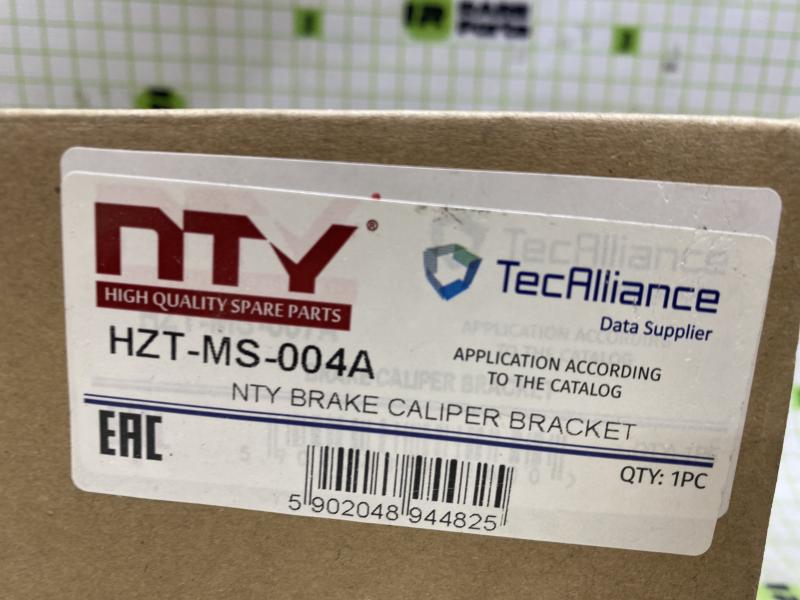 NTY®
HIGH QUALITY SPARE PARTS
TecAlliance
Data Supplier
HZT-MS-004A
APPLICATION ACCORDING
TO THE CATALOG
NTY BRAKE CALIPER BRACKET
EAC
QTY: 1PC
5 902048 944825